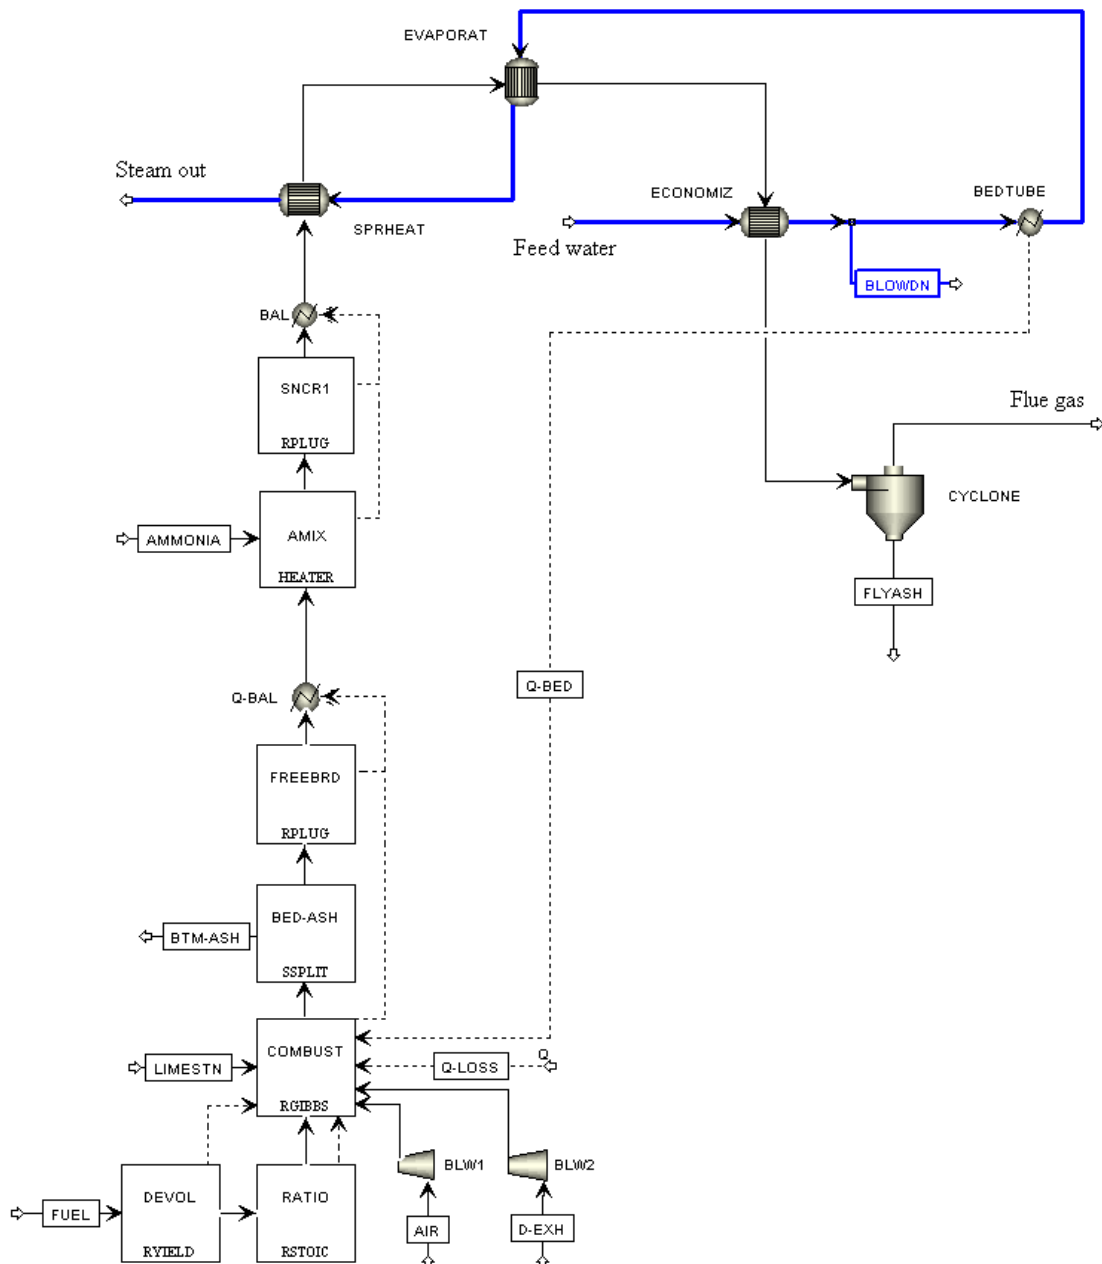 EVAPORAT
Steam out
ECONOMIZ
BEDTUBE
SPRHEAT
Feed water
BLOWDN
BAL
SNCR1
RPLUG
Flue gas
CYCLONE
AMMONIA
AMIX
HEATER
FLYASH
Q-BED
Q-BAL
FREEBRD
RPLUG
BED-ASH
BTM-ASH
SSPLIT
COMBUST
Q
LIMESTN
Q-LOSS
RGIBBS
BLW1
BLW2
DEVOL
RATIO
FUEL
AIR
D-EXH
RYIELD
RSTOIC